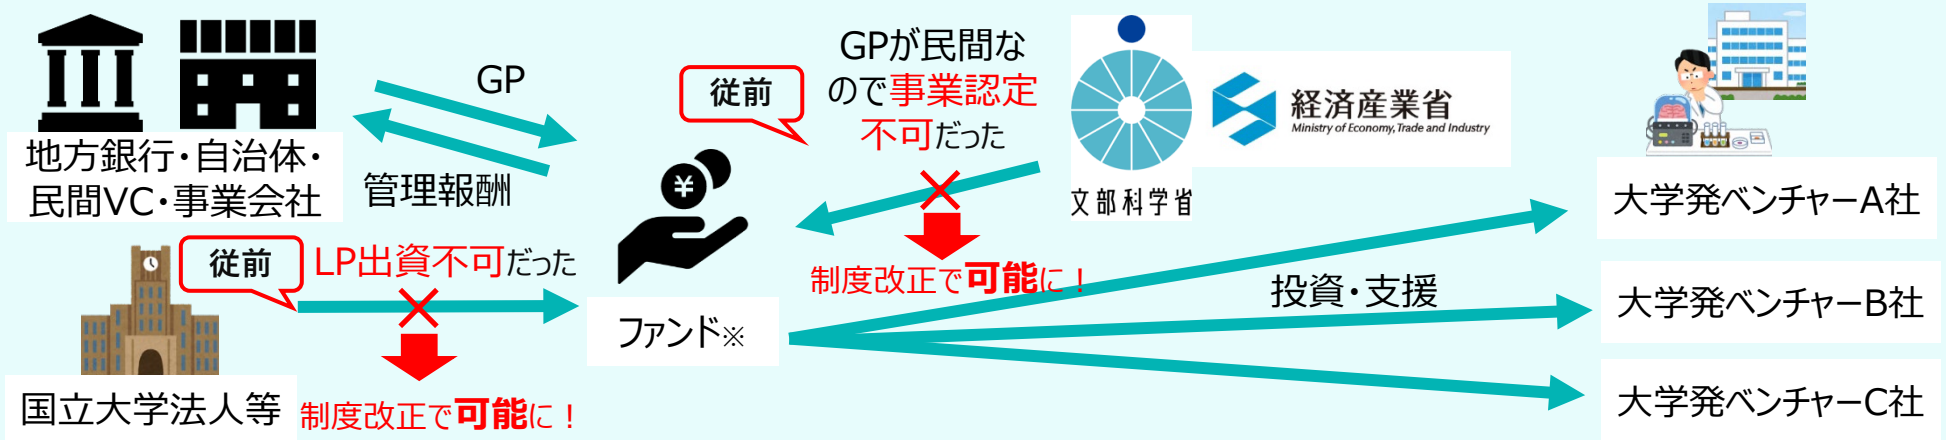 地方銀行・自治体・
民間VC・事業会社
GP
管理報酬
従前
GPが民間な
ので事業認定
不可だった
文部科学省
経済産業省
Ministry of Economy, Trade and Industry
制度改正で可能に！
従前
LP出資不可だった
制度改正で可能に！
国立大学法人等
¥
ファンド※
投資・支援
大学発ベンチャーA社
大学発ベンチャーB社
大学発ベンチャーC社